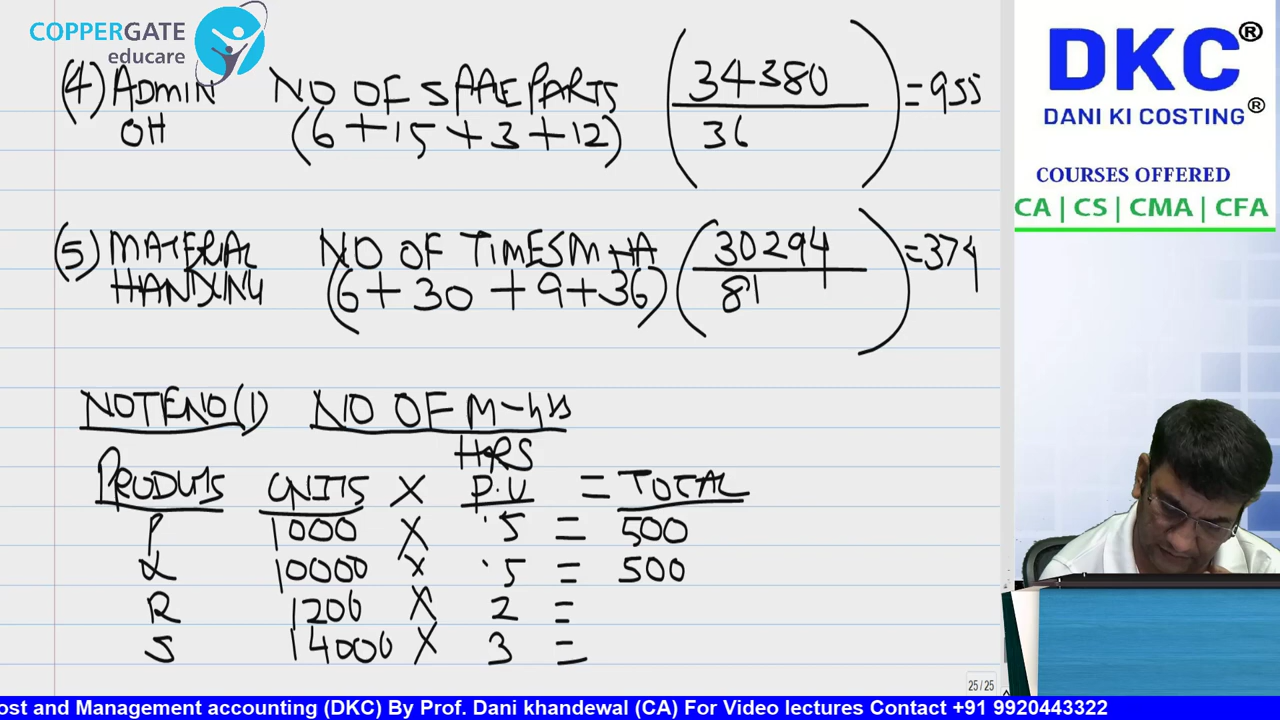 COPPERGATE
educare
(4) ADMIN NO OF SPARE PARTS (34380 = 955
OH (6 + 15 + 3 + 12) 36)
(5) MATERIAL NO OF TIMES M-HA (30294 = 374
HANDLING (6 + 30 + 9 + 36) 81)
NOTE NO (1) NO OF M-hrs
HRS
PRODUTS UNITS X P.U = TOTAL
P 1000 X .5 = 500
Q 10000 X .5 = 500
R 1200 X 2 =
S 14000 X 3 =
DKC®
DANI KI COSTING®
COURSES OFFERED
CA | CS | CMA | CFA
25 / 25
ost and Management accounting (DKC) By Prof. Dani khandewal (CA) For Video lectures Contact +91 9920443322